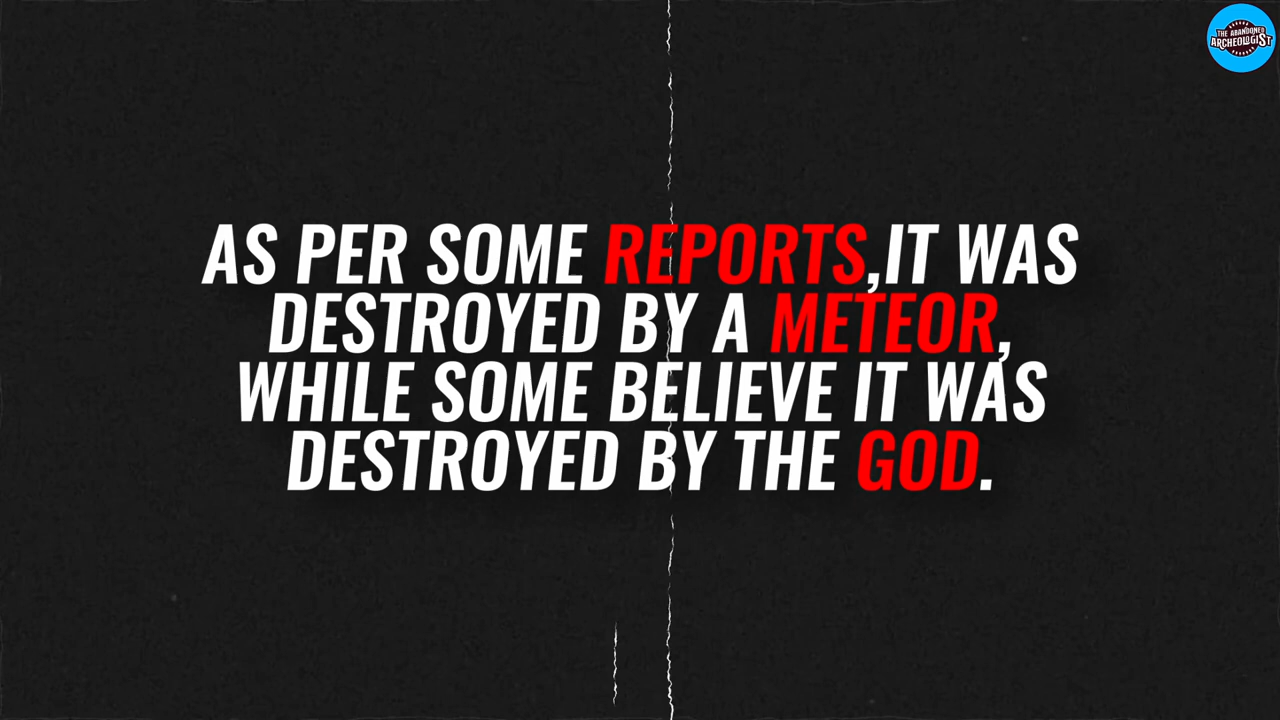 THE ABANDONED
ARCHEOLOGIST
AS PER SOME REPORTS,IT WAS
DESTROYED BY A METEOR,
WHILE SOME BELIEVE IT WAS
DESTROYED BY THE GOD.